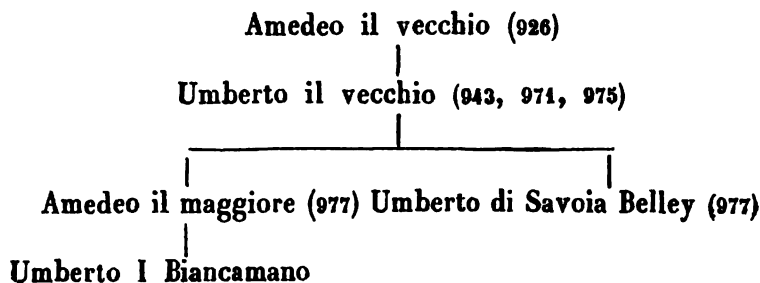 Amedeo il vecchio (926)
Umberto il vecchio (943, 971, 975)
Amedeo il maggiore (977) Umberto di Savoia Belley (977)
Umberto I Biancamano